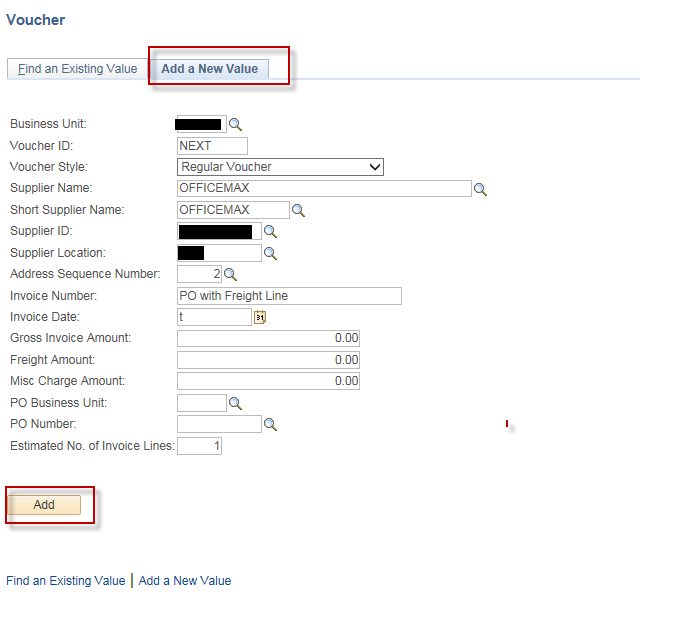 Voucher
Find an Existing Value Add a New Value
Business Unit:
Voucher ID: NEXT
Voucher Style: Regular Voucher
Supplier Name: OFFICEMAX
Short Supplier Name: OFFICEMAX
Supplier ID:
Supplier Location:
Address Sequence Number: 2
Invoice Number: PO with Freight Line
Invoice Date: t 31
Gross Invoice Amount: 0.00
Freight Amount: 0.00
Misc Charge Amount: 0.00
PO Business Unit:
PO Number:
Estimated No. of Invoice Lines: 1
Add
Find an Existing Value | Add a New Value